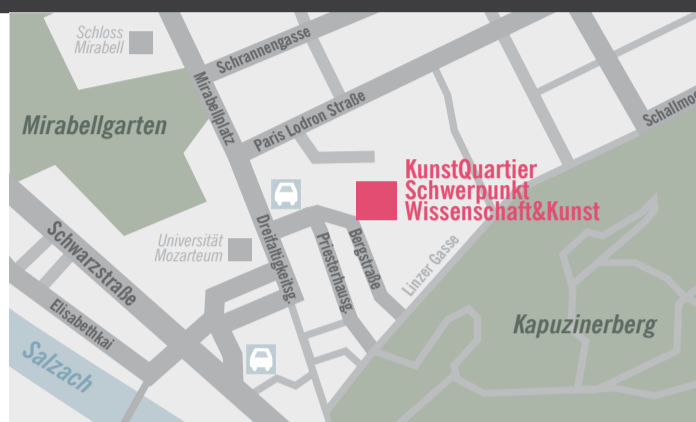 Schloss
Mirabell
Schrannengasse
Mirabellplatz
Mirabellgarten
Paris Lodron Straße
Schallmoo
KunstQuartier
Schwerpunkt
Wissenschaft&Kunst
Universität
Mozarteum
Dreifaltigkeitsg.
Priesterhausg.
Bergstraße
Linzer Gasse
Schwarzstraße
Elisabethkai
Salzach
Kapuzinerberg